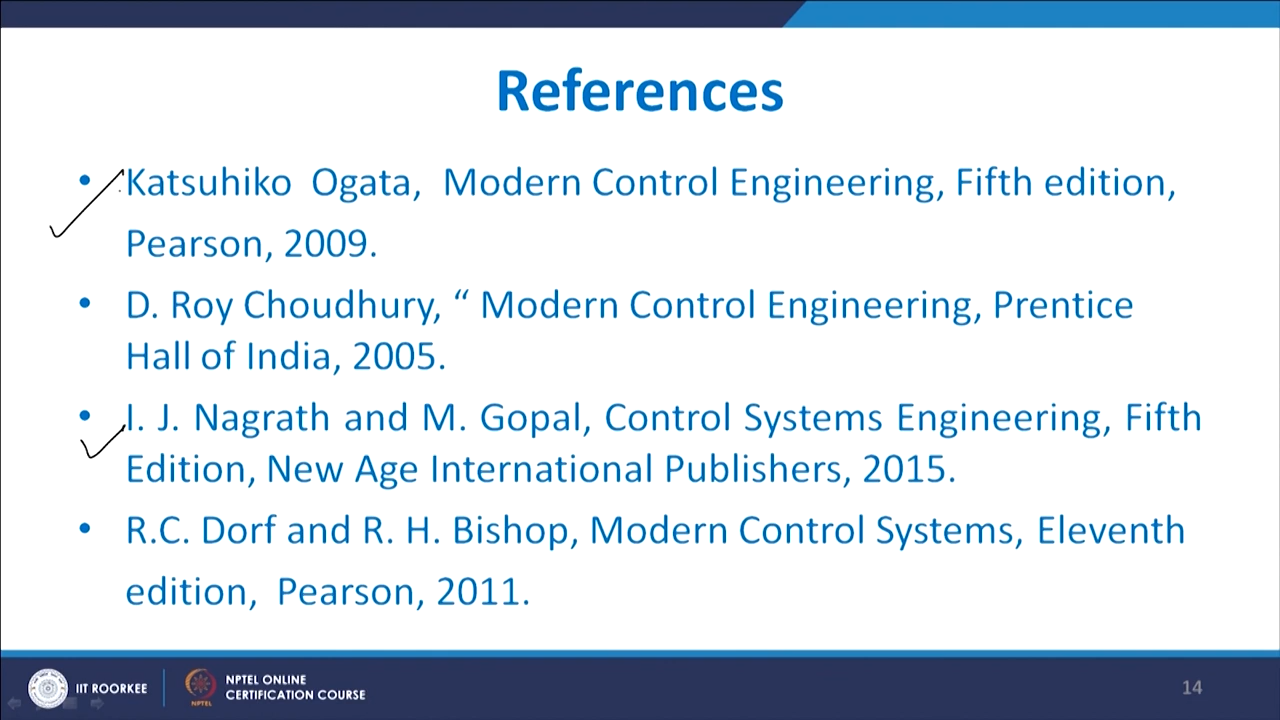 References
• Katsuhiko Ogata, Modern Control Engineering, Fifth edition,
Pearson, 2009.
• D. Roy Choudhury, “ Modern Control Engineering, Prentice
Hall of India, 2005.
• I. J. Nagrath and M. Gopal, Control Systems Engineering, Fifth
Edition, New Age International Publishers, 2015.
• R.C. Dorf and R. H. Bishop, Modern Control Systems, Eleventh
edition, Pearson, 2011.
IIT ROORKEE
NPTEL
NPTEL ONLINE
CERTIFICATION COURSE
14